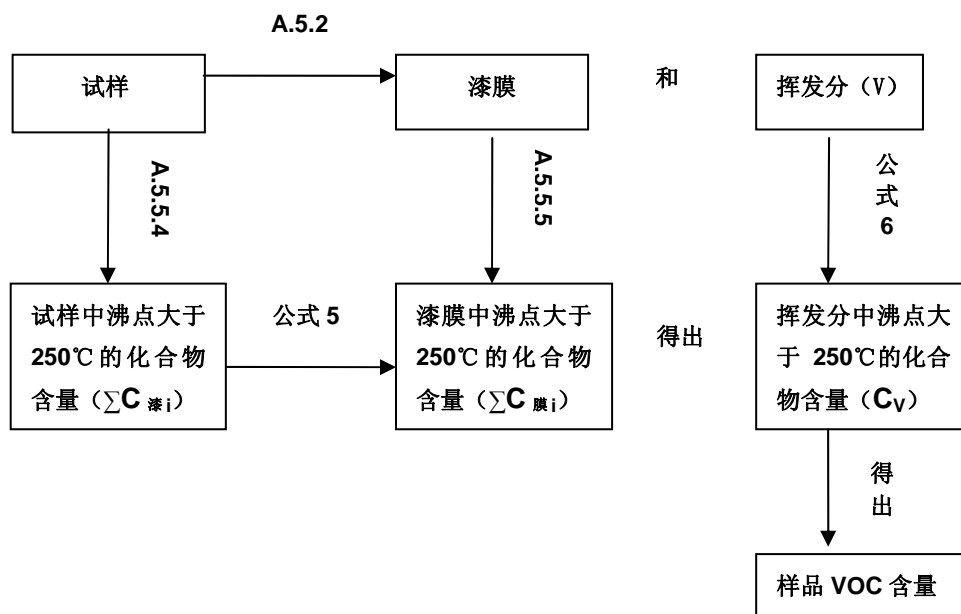 A.5.2
试样
漆膜
和
挥发分（V）
A.5.5.4
A.5.5.5
公
式
6
试样中沸点大于
250℃的化合物
含量（∑C 漆i）
公式 5
漆膜中沸点大于
250℃的化合物
含量（∑C 膜i）
得出
挥发分中沸点大
于 250℃的化合
物含量（CV）
得
出
样品 VOC 含量